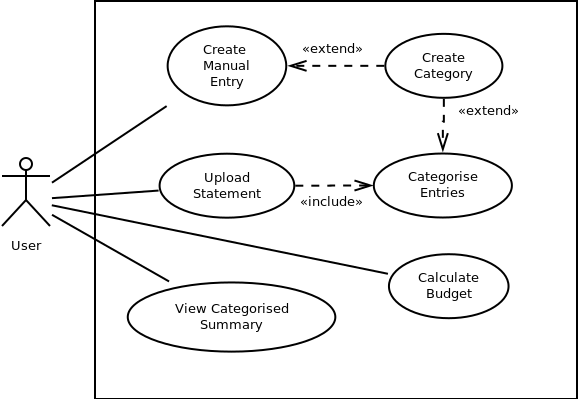 Create
Manual
Entry
«extend»
Create
Category
«extend»
Upload
Statement
«include»
Categorise
Entries
User
Calculate
Budget
View Categorised
Summary